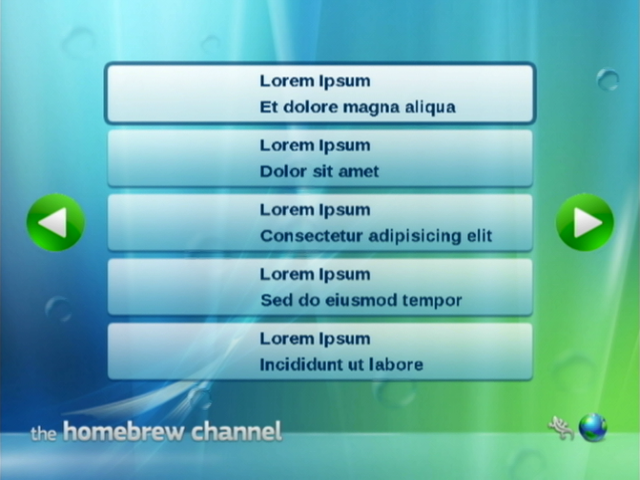 Lorem Ipsum
Et dolore magna aliqua
Lorem Ipsum
Dolor sit amet
Lorem Ipsum
Consectetur adipisicing elit
Lorem Ipsum
Sed do eiusmod tempor
Lorem Ipsum
Incididunt ut labore
the homebrew channel